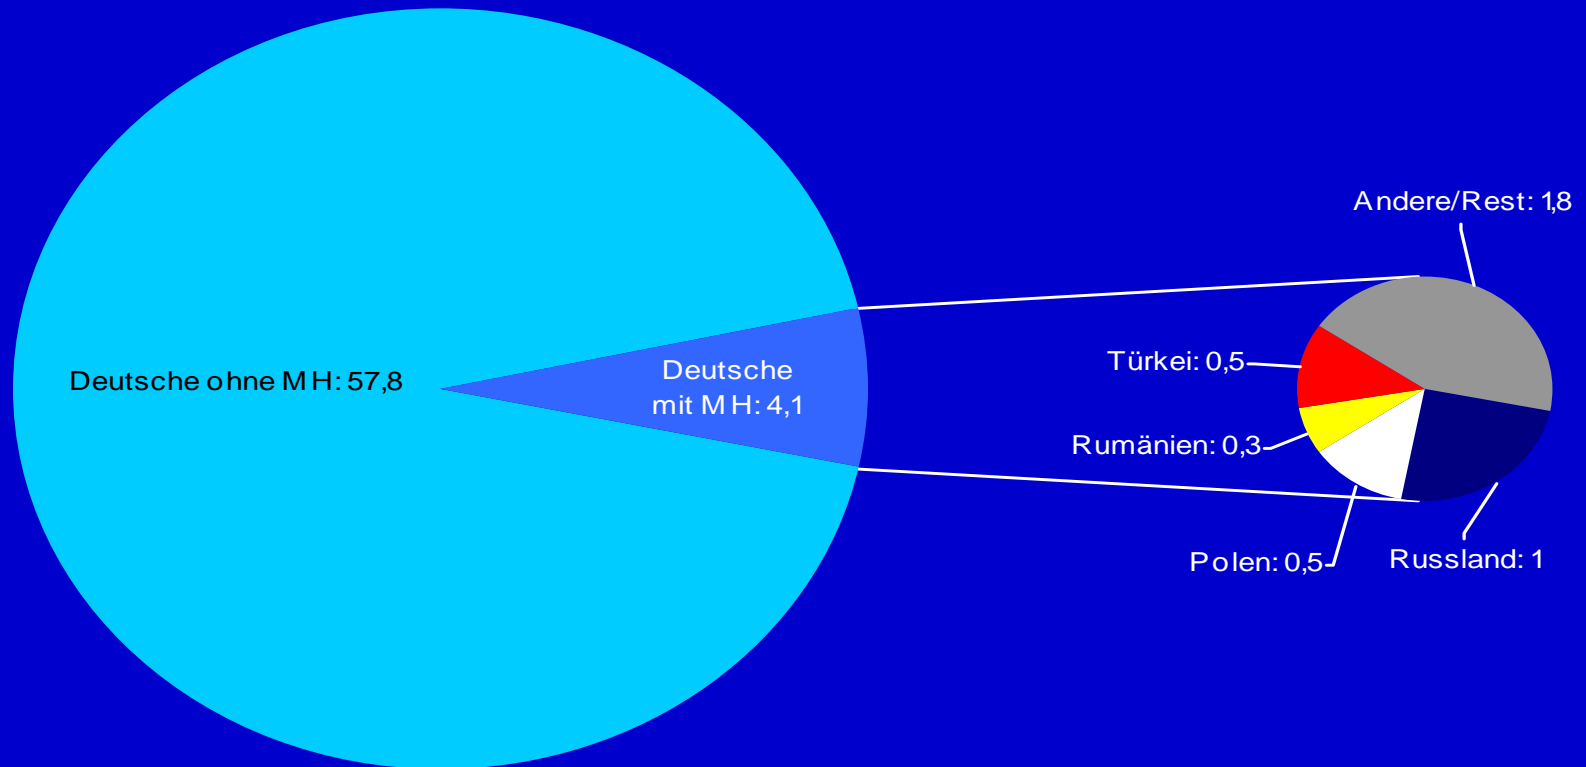 Andere/Rest: 1,8
Türkei: 0,5
Deutsche ohne MH: 57,8
Deutsche
mit MH: 4,1
Rumänien: 0,3
Polen: 0,5
Russland: 1